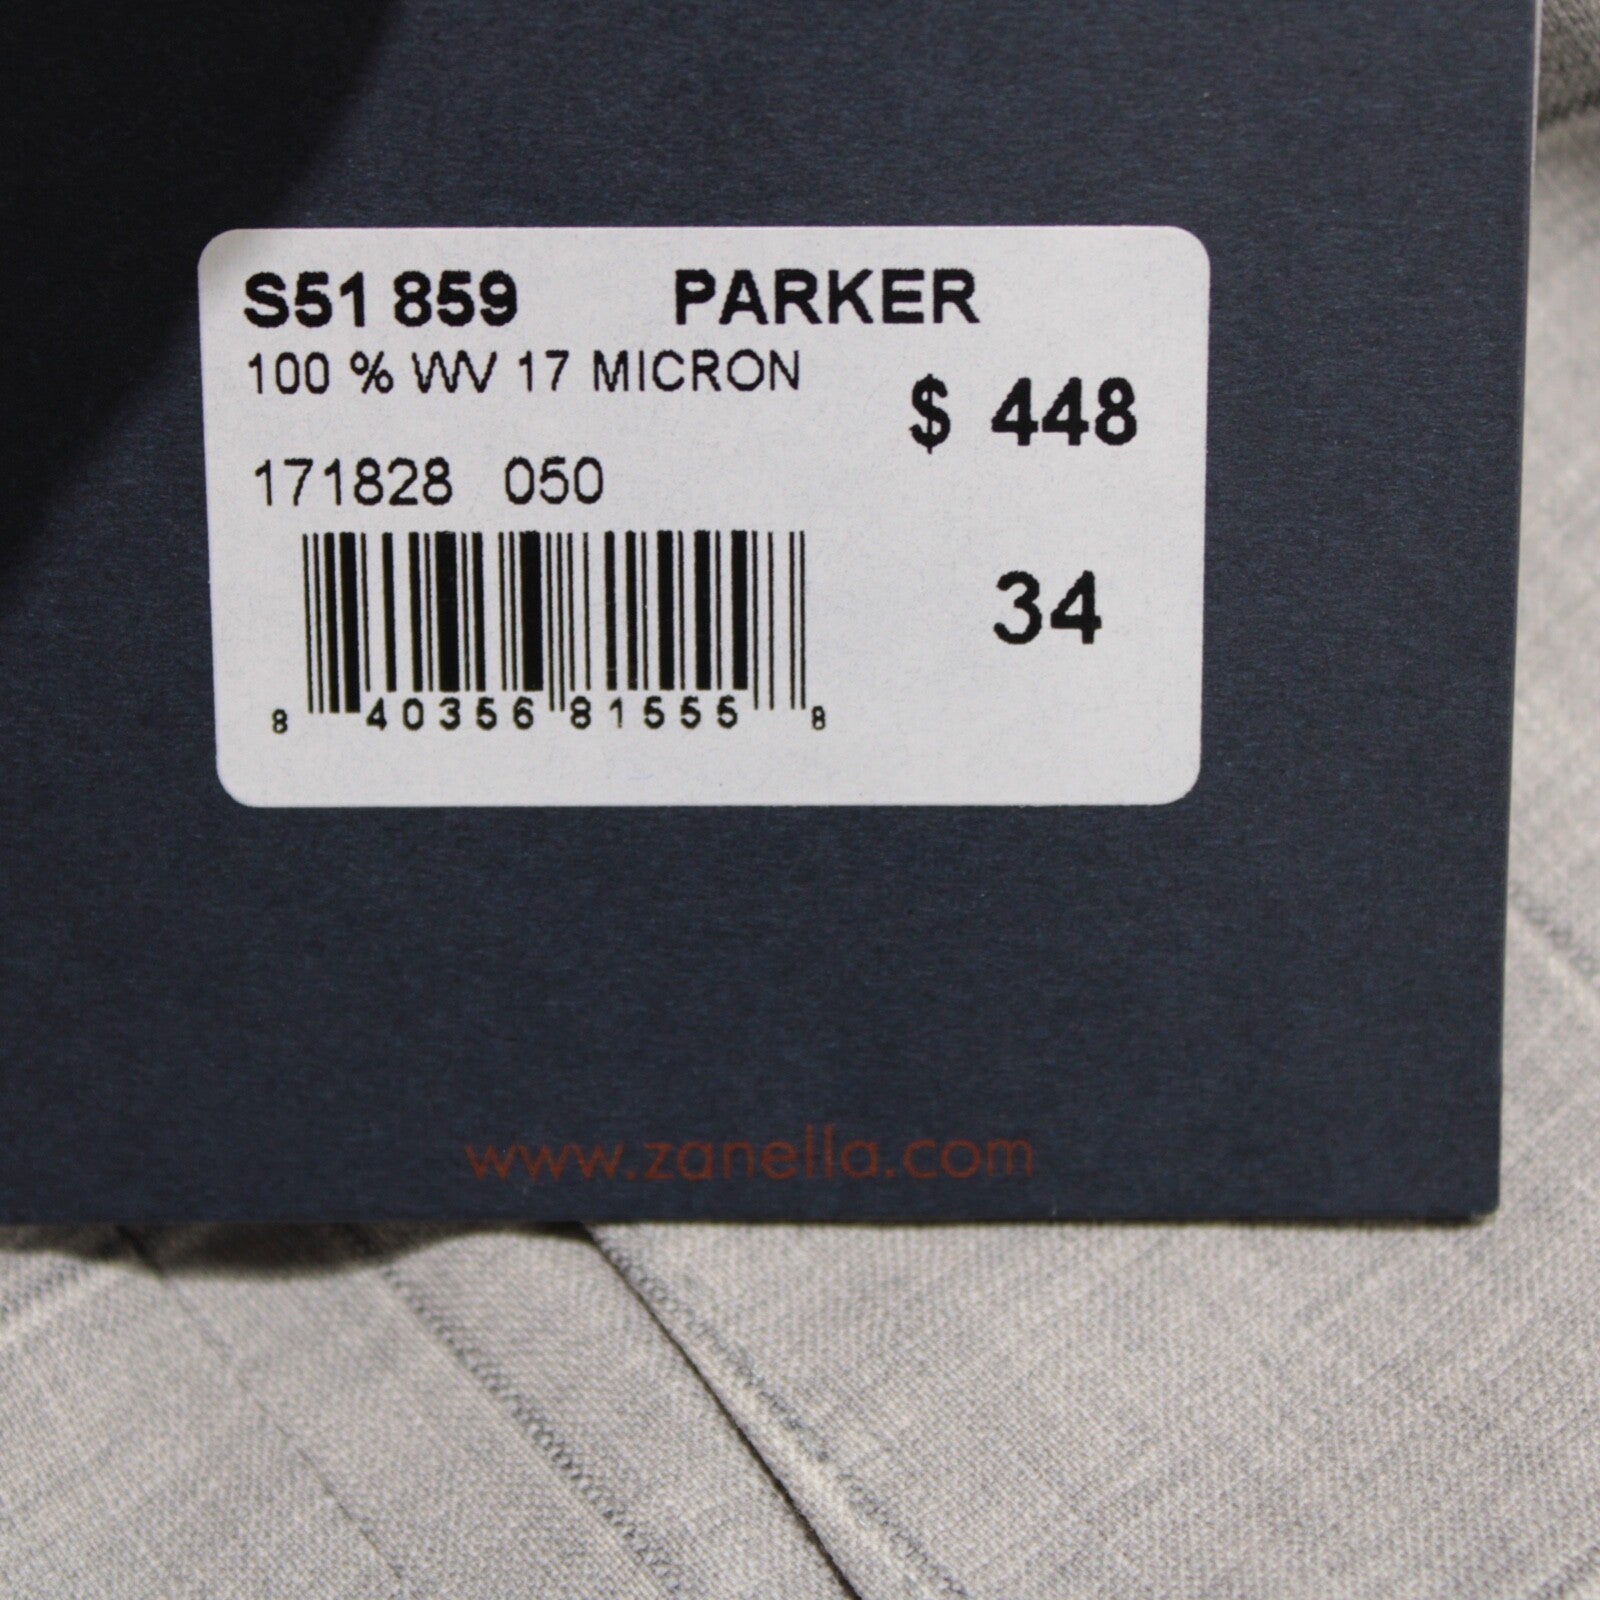 S51 859 PARKER
100 % WV 17 MICRON
$ 448
171828 050
34
8 40356 81555 8
www.zanella.com